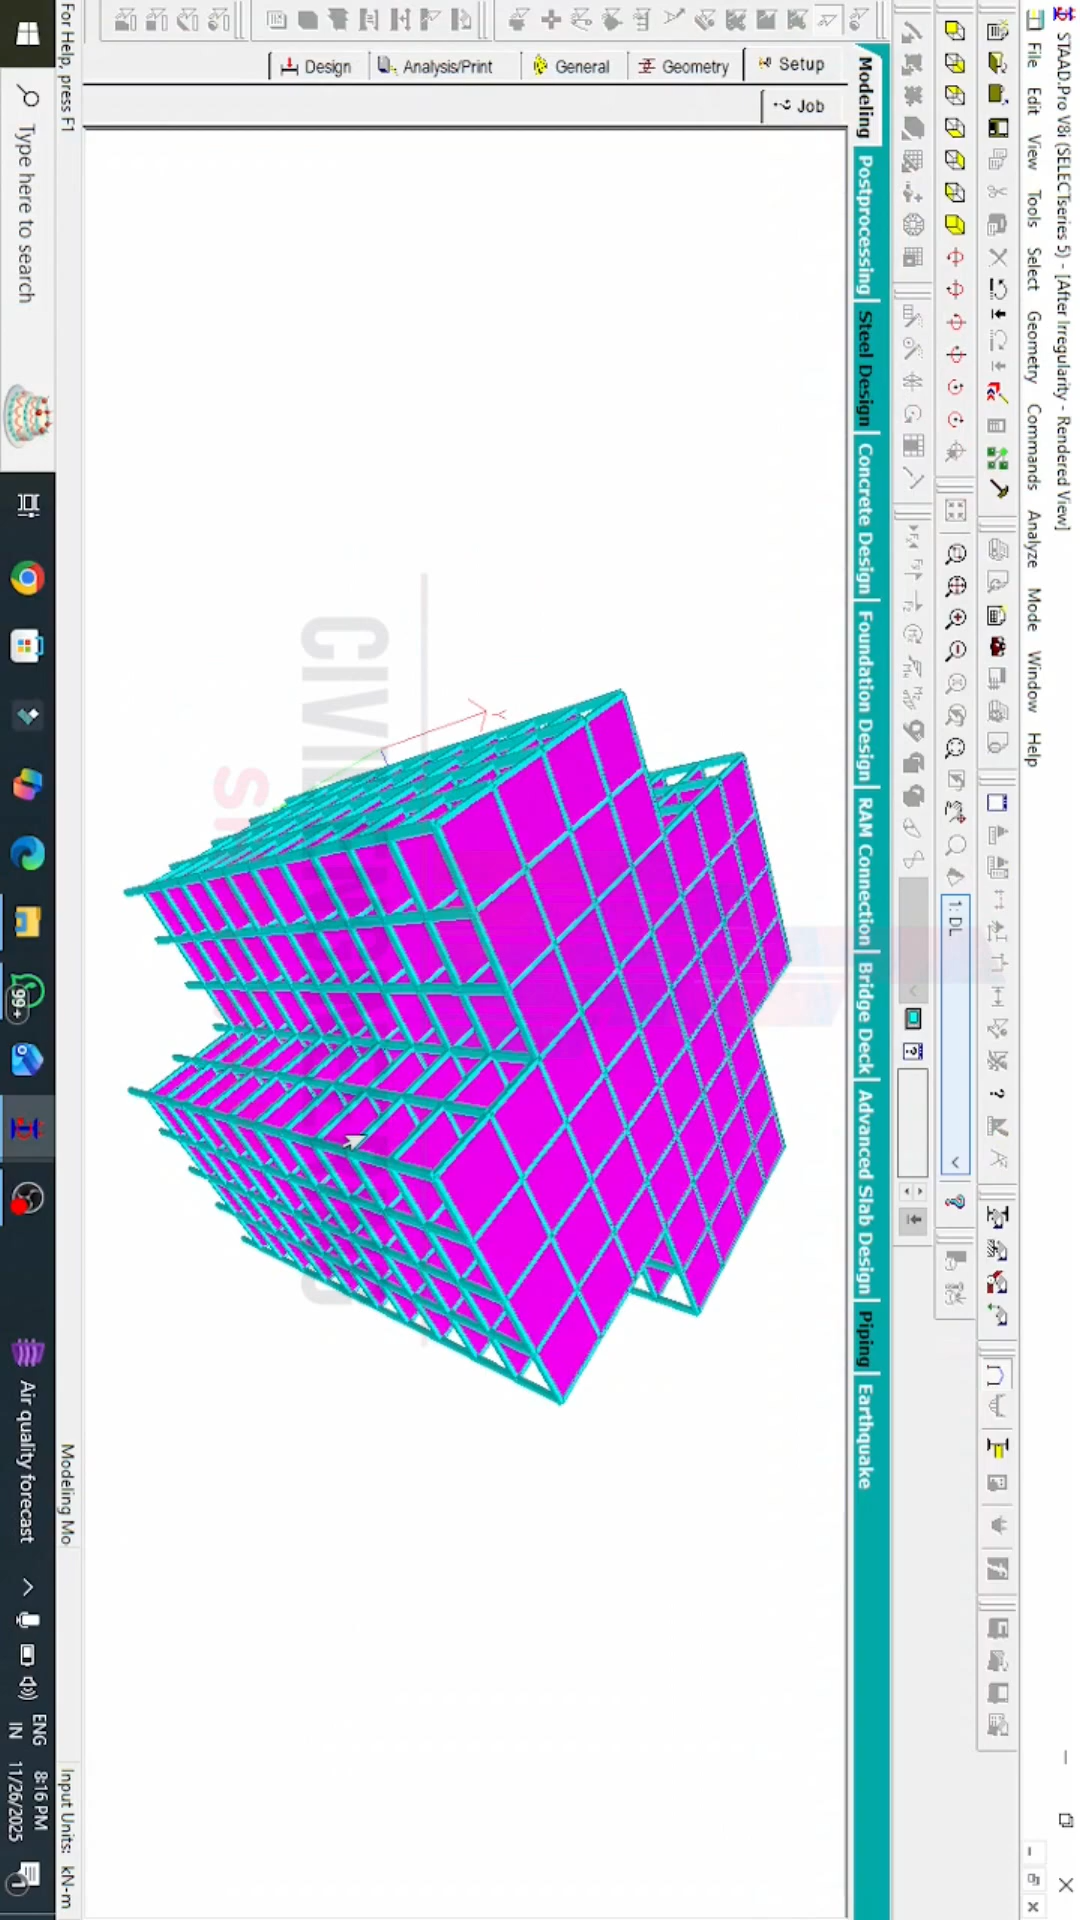 STAAD.Pro V8i (SELECTseries 5) - [After Irregularity - Rendered View]
File Edit View Tools Select Geometry Commands Analyze Mode Window Help
1: DL
Modeling Postprocessing Steel Design Concrete Design Foundation Design RAM Connection Bridge Deck Advanced Slab Design Piping Earthquake
Job
Setup
Geometry
General
Analysis/Print
Design
Y
CIVIL
For Help, press F1
Modeling Mo
Input Units: kN-m
Type here to search
99+
Air quality forecast
ENG
IN
8:16 PM
11/26/2025
1